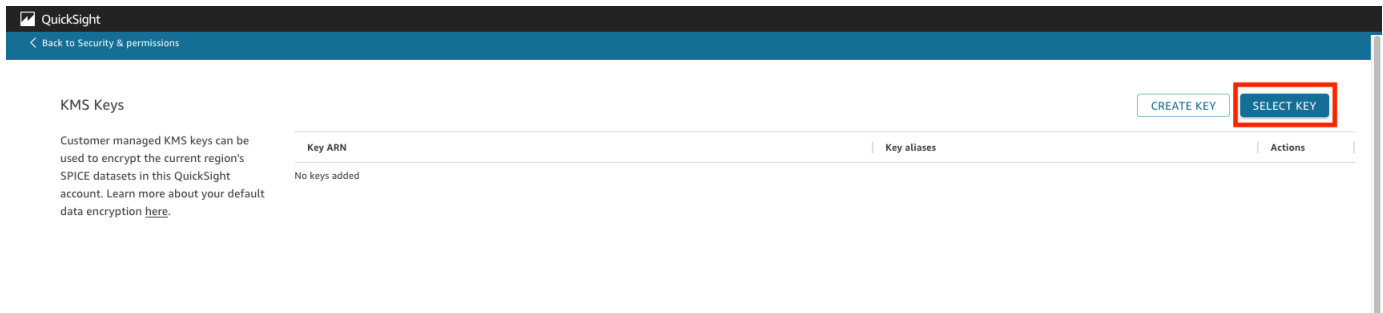 QuickSight
Back to Security & permissions
KMS Keys
CREATE KEY
SELECT KEY
Customer managed KMS keys can be
used to encrypt the current region's
SPICE datasets in this QuickSight
account. Learn more about your default
data encryption here.
Key ARN
Key aliases
Actions
No keys added